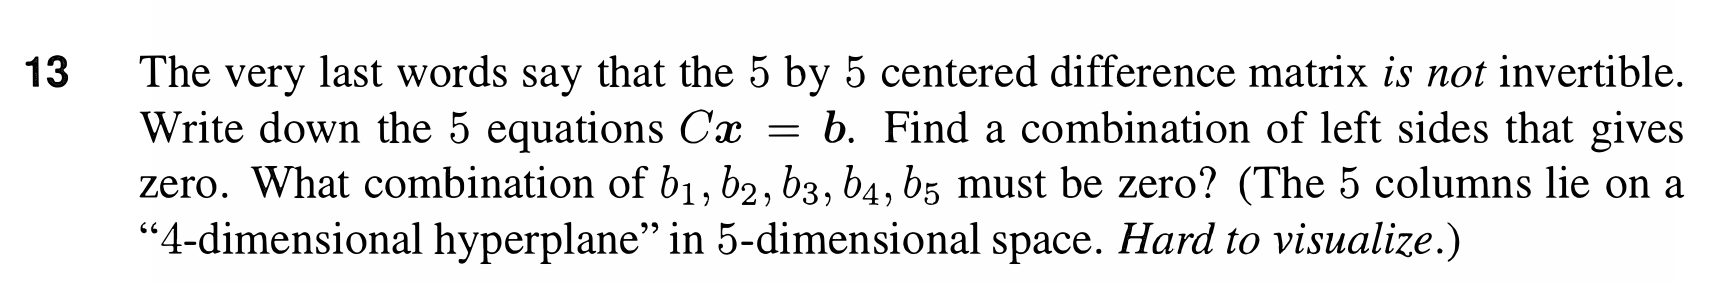 13 The very last words say that the 5 by 5 centered difference matrix is not invertible.
Write down the 5 equations Cx = b. Find a combination of left sides that gives
zero. What combination of b₁, b₂, b₃, b₄, b₅ must be zero? (The 5 columns lie on a
“4-dimensional hyperplane” in 5-dimensional space. Hard to visualize.)